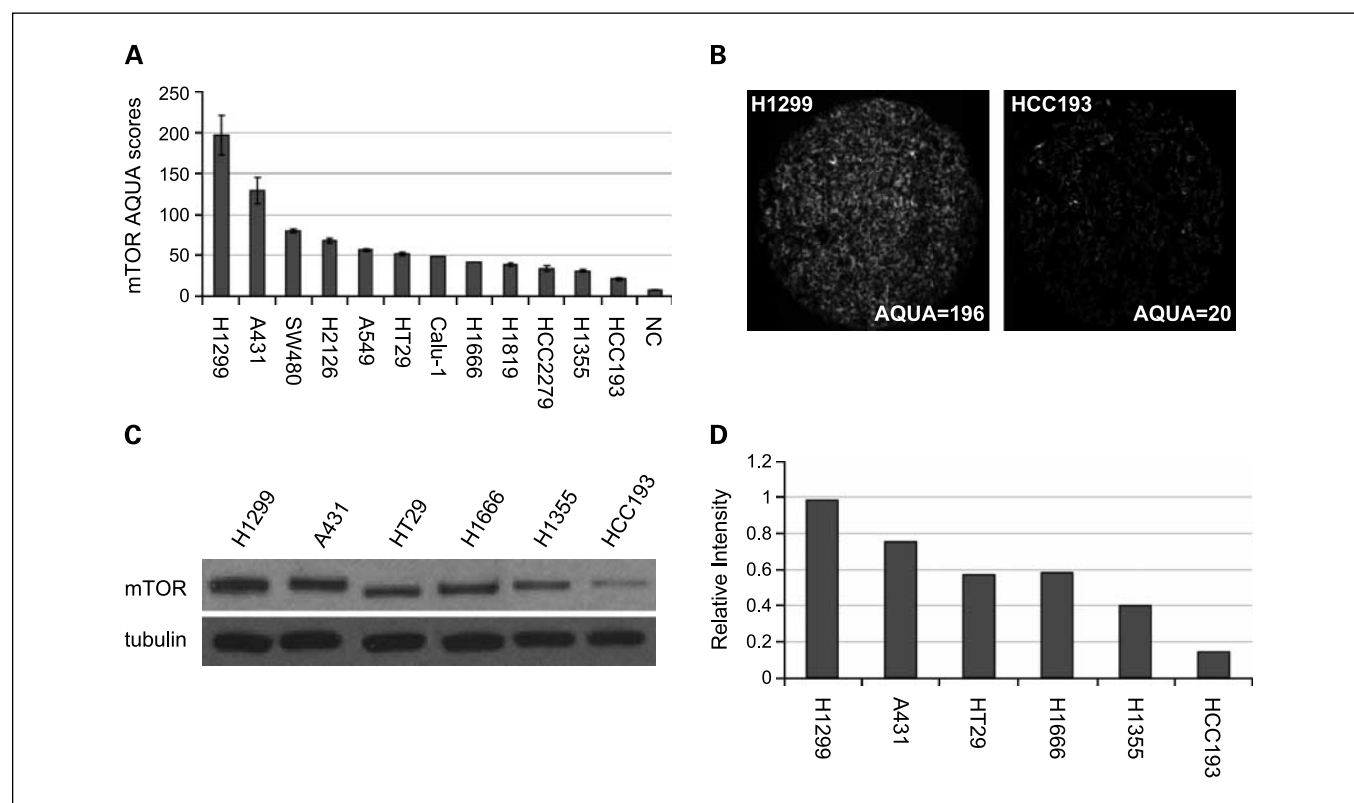 A
mTOR AQUA scores
250
200
150
100
50
0
H1299
A431
SW480
H2126
A549
HT29
Calu-1
H1666
H1819
HCC2279
H1355
HCC193
NC
B
H1299
AQUA=196
HCC193
AQUA=20
C
H1299
A431
HT29
H1666
H1355
HCC193
mTOR
tubulin
D
Relative Intensity
1.2
1
0.8
0.6
0.4
0.2
0
H1299
A431
HT29
H1666
H1355
HCC193